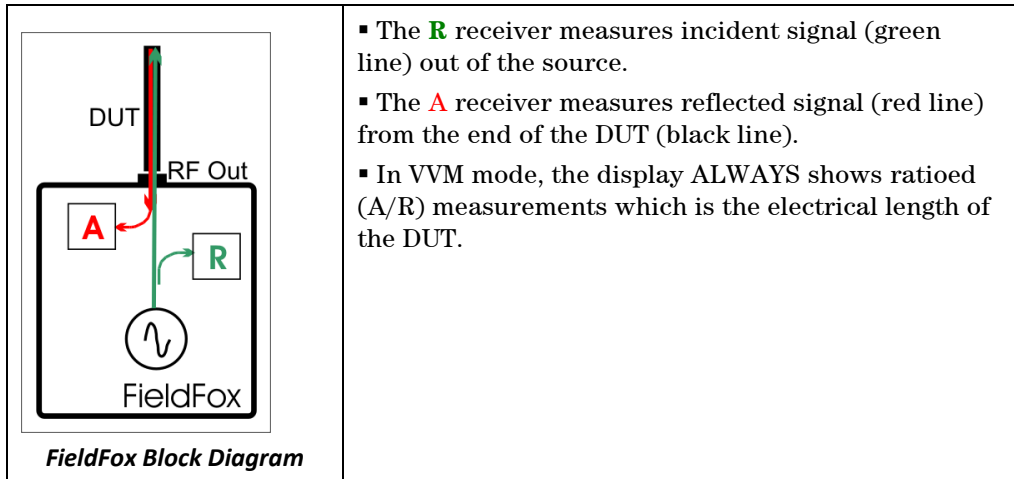 DUT
RF Out
A
R
FieldFox
FieldFox Block Diagram
▪ The R receiver measures incident signal (green
line) out of the source.
▪ The A receiver measures reflected signal (red line)
from the end of the DUT (black line).
▪ In VVM mode, the display ALWAYS shows ratioed
(A/R) measurements which is the electrical length of
the DUT.